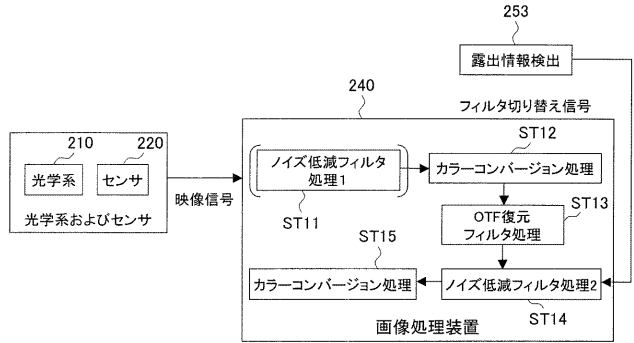 253
露出情報検出
240
フィルタ切り替え信号
210
220
光学系
センサ
光学系およびセンサ
映像信号
ノイズ低減フィルタ
処理1
ST11
ST12
カラーコンバージョン処理
OTF復元
フィルタ処理
ST13
ST15
カラーコンバージョン処理
ノイズ低減フィルタ処理2
ST14
画像処理装置